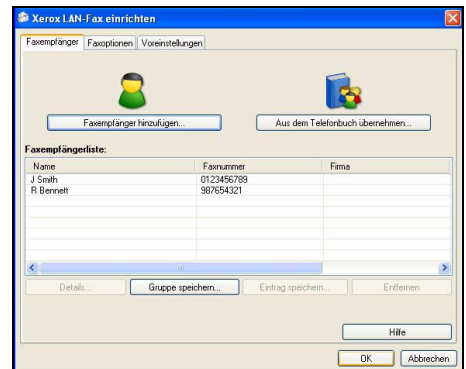 Xerox LAN-Fax einrichten
Faxempfänger Faxoptionen Voreinstellungen
Faxempfänger hinzufügen... Aus dem Telefonbuch übernehmen...
Faxempfängerliste:
Name Faxnummer Firma
J Smith 0123456789
R Bennett 987654321
Details... Gruppe speichern... Eintrag speichern... Entfernen
Hilfe
OK Abbrechen